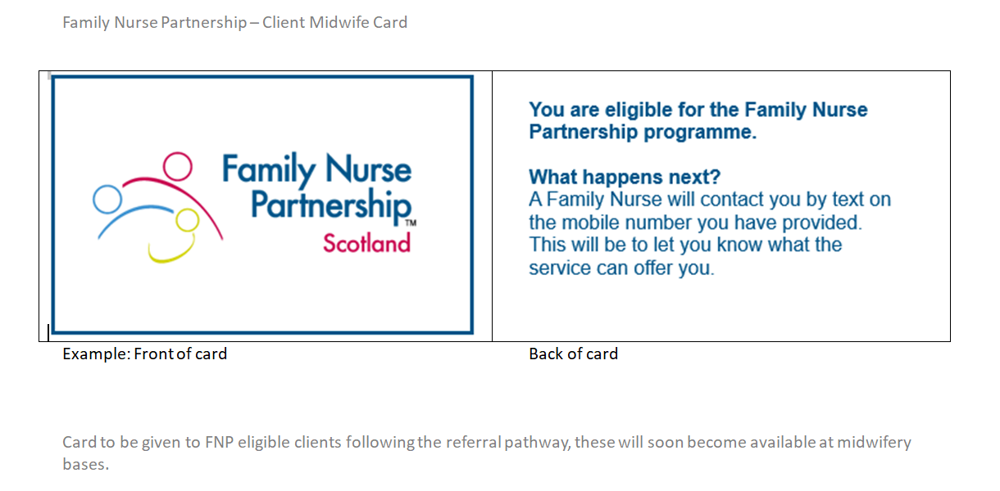 Family Nurse Partnership – Client Midwife Card
Family Nurse
Partnership™
Scotland
You are eligible for the Family Nurse
Partnership programme.
What happens next?
A Family Nurse will contact you by text on
the mobile number you have provided.
This will be to let you know what the
service can offer you.
Example: Front of card
Back of card
Card to be given to FNP eligible clients following the referral pathway, these will soon become available at midwifery
bases.